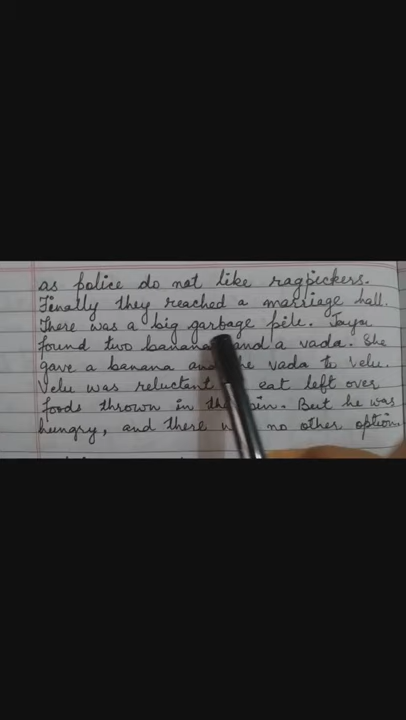 as police do not like ragpickers.
Finally they reached a marriage hall.
There was a big garbage pile. Jaya
found two banana and a vada. She
gave a banana and he vada to Velu.
Velu was reluctant eat left over
foods thrown in the bin. But he was
hungry, and there no other option.